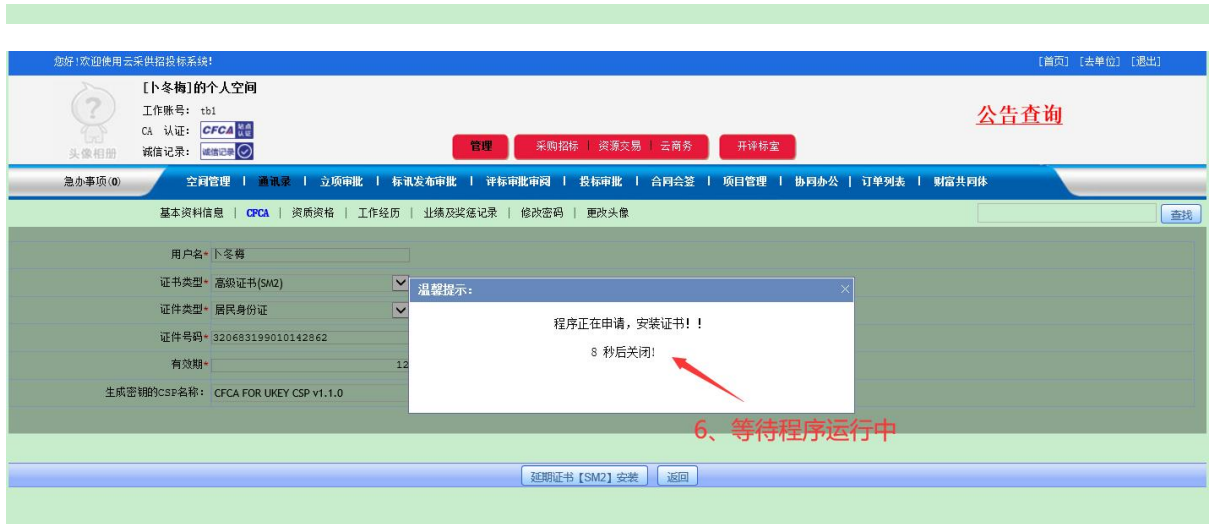 您好!欢迎使用云采供招投标系统! [首页] [去单位] [退出]
[卜冬梅]的个人空间
工作账号: tb1
CA 认证: CFCA 站点认证
诚信记录: 诚信记录
头像相册
公告查询
管理 采购招标 | 资源交易 | 云商务 开评标室
急办事项(0) 空间管理 | 通讯录 | 立项审批 | 标讯发布审批 | 评标审批审阅 | 投标审批 | 合同会签 | 项目管理 | 协同办公 | 订单列表 | 财富共同体
基本资料信息 | CFCA | 资质资格 | 工作经历 | 业绩及奖惩记录 | 修改密码 | 更改头像 查找
用户名* 卜冬梅
证书类型* 高级证书(SM2)
证件类型* 居民身份证
证件号码* 320683199010142862
有效期* 12
生成密钥的CSP名称: CFCA FOR UKEY CSP v1.1.0
温馨提示:
程序正在申请,安装证书!!
8 秒后关闭!
6、等待程序运行中
延期证书【SM2】安装 返回